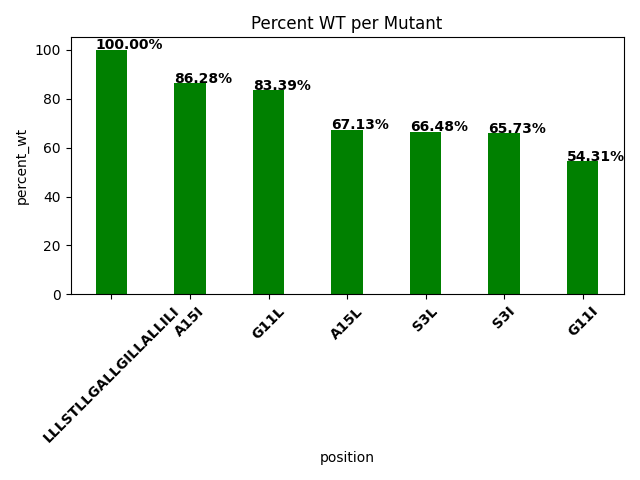 Percent WT per Mutant
percent_wt
100
80
60
40
20
0
100.00%
86.28%
83.39%
67.13%
66.48%
65.73%
54.31%
LLLSTLLGALLGILLALLILI
A15I
G11L
A15L
S3L
S3I
G11I
position